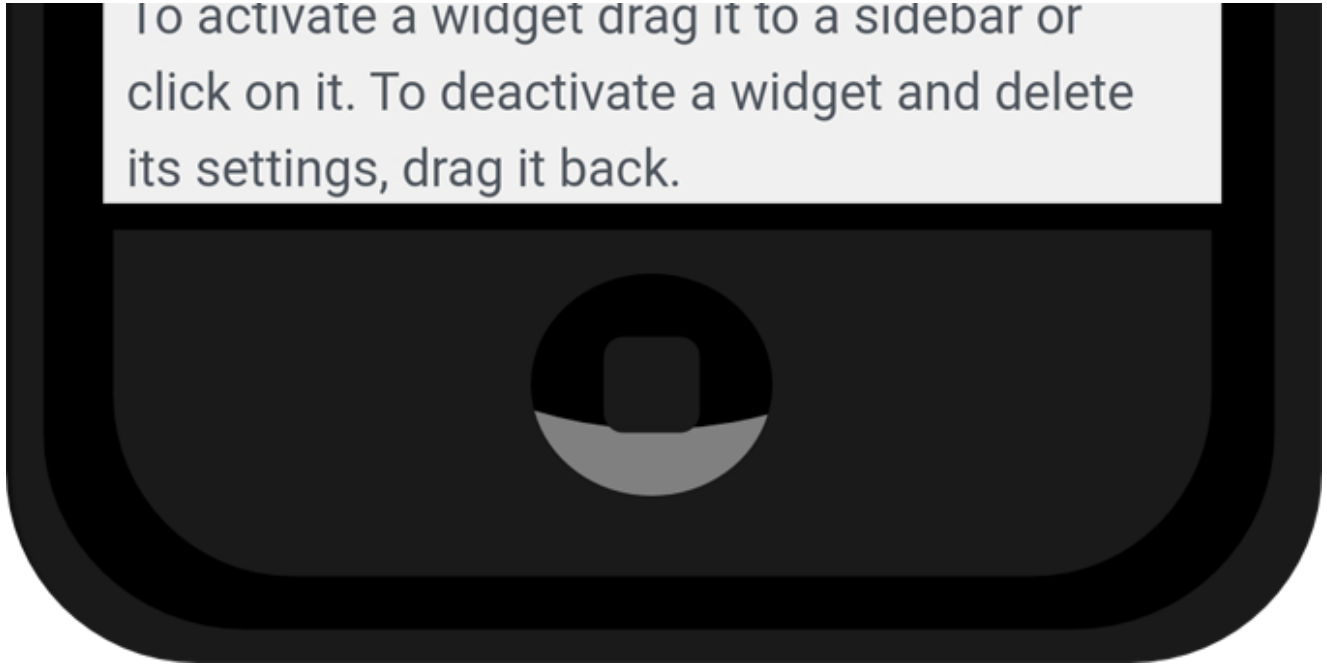 To activate a widget drag it to a sidebar or
click on it. To deactivate a widget and delete
its settings, drag it back.